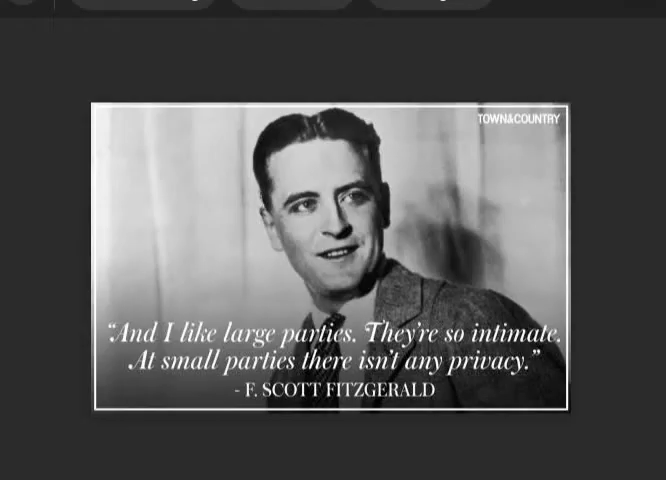 TOWN&COUNTRY
“And I like large parties. They're so intimate.
At small parties there isn't any privacy.”
- F. SCOTT FITZGERALD